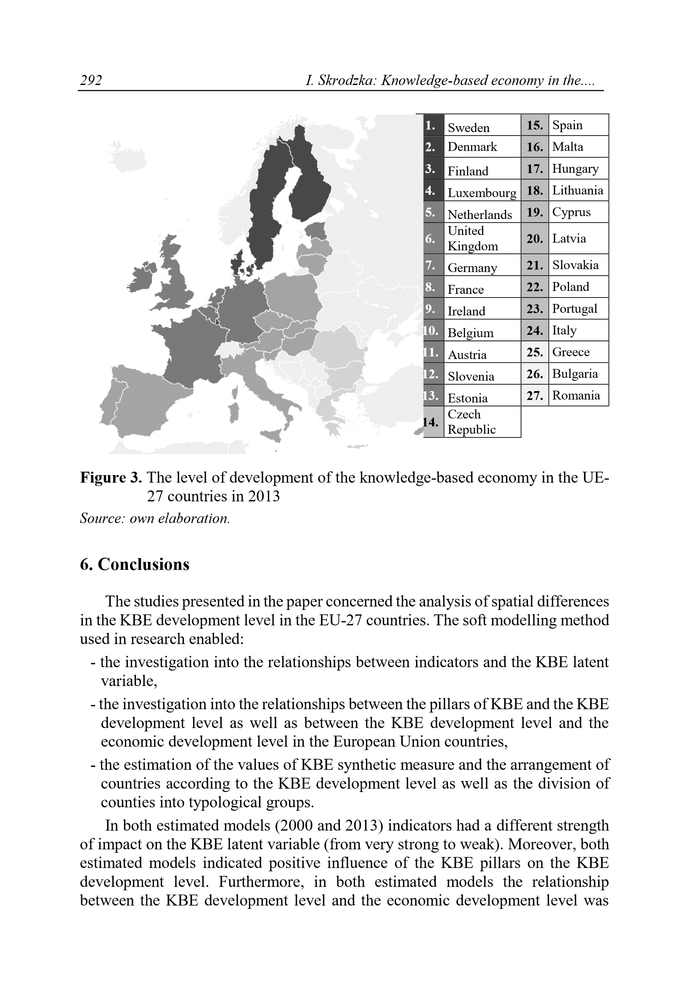 292 I. Skrodzka: Knowledge-based economy in the....
1. Sweden 15. Spain
2. Denmark 16. Malta
3. Finland 17. Hungary
4. Luxembourg 18. Lithuania
5. Netherlands 19. Cyprus
6. United Kingdom 20. Latvia
7. Germany 21. Slovakia
8. France 22. Poland
9. Ireland 23. Portugal
10. Belgium 24. Italy
11. Austria 25. Greece
12. Slovenia 26. Bulgaria
13. Estonia 27. Romania
14. Czech Republic
Figure 3. The level of development of the knowledge-based economy in the UE-
27 countries in 2013
Source: own elaboration.
6. Conclusions
The studies presented in the paper concerned the analysis of spatial differences
in the KBE development level in the EU-27 countries. The soft modelling method
used in research enabled:
- the investigation into the relationships between indicators and the KBE latent
variable,
- the investigation into the relationships between the pillars of KBE and the KBE
development level as well as between the KBE development level and the
economic development level in the European Union countries,
- the estimation of the values of KBE synthetic measure and the arrangement of
countries according to the KBE development level as well as the division of
counties into typological groups.
In both estimated models (2000 and 2013) indicators had a different strength
of impact on the KBE latent variable (from very strong to weak). Moreover, both
estimated models indicated positive influence of the KBE pillars on the KBE
development level. Furthermore, in both estimated models the relationship
between the KBE development level and the economic development level was